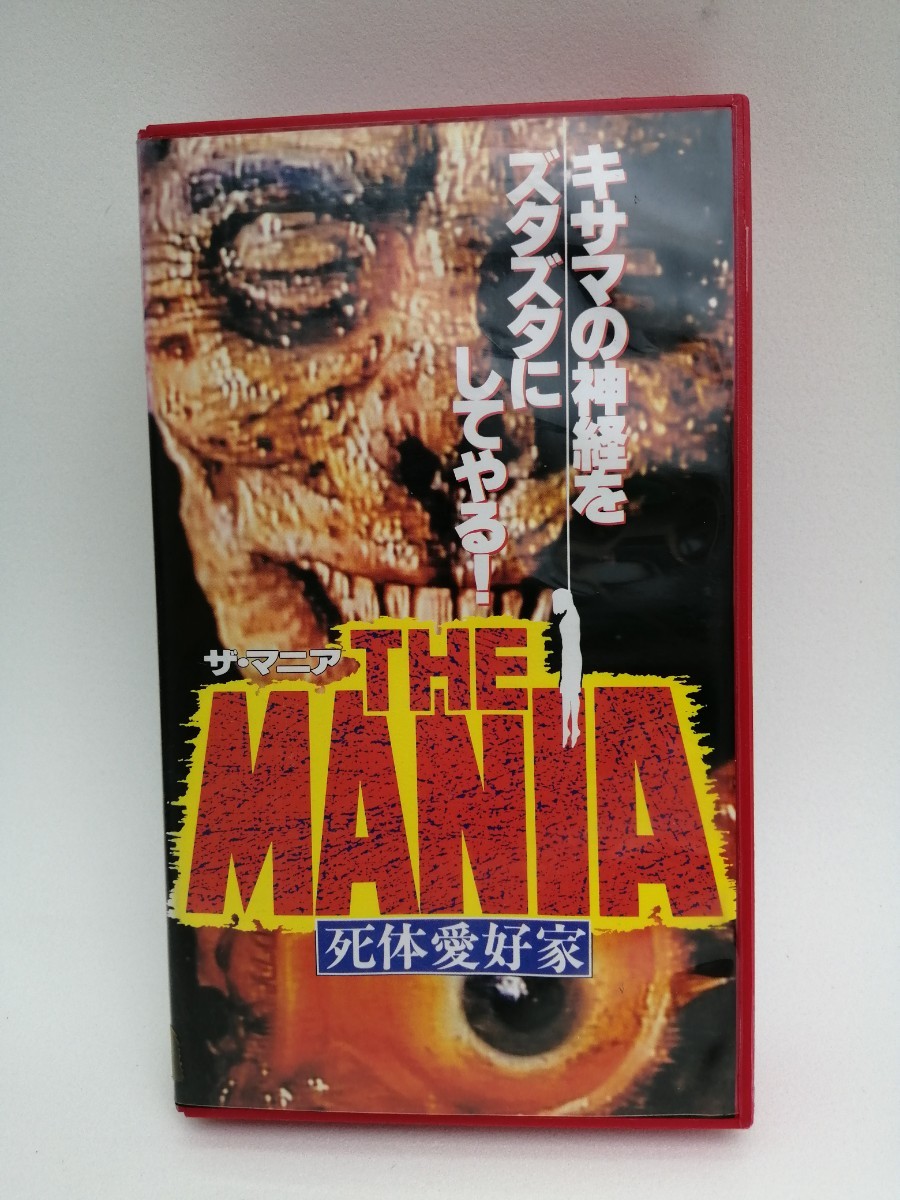 キサマの神経を
ズタズタに
してやる!
ザ・マニア
THE
MANIA
死体愛好家